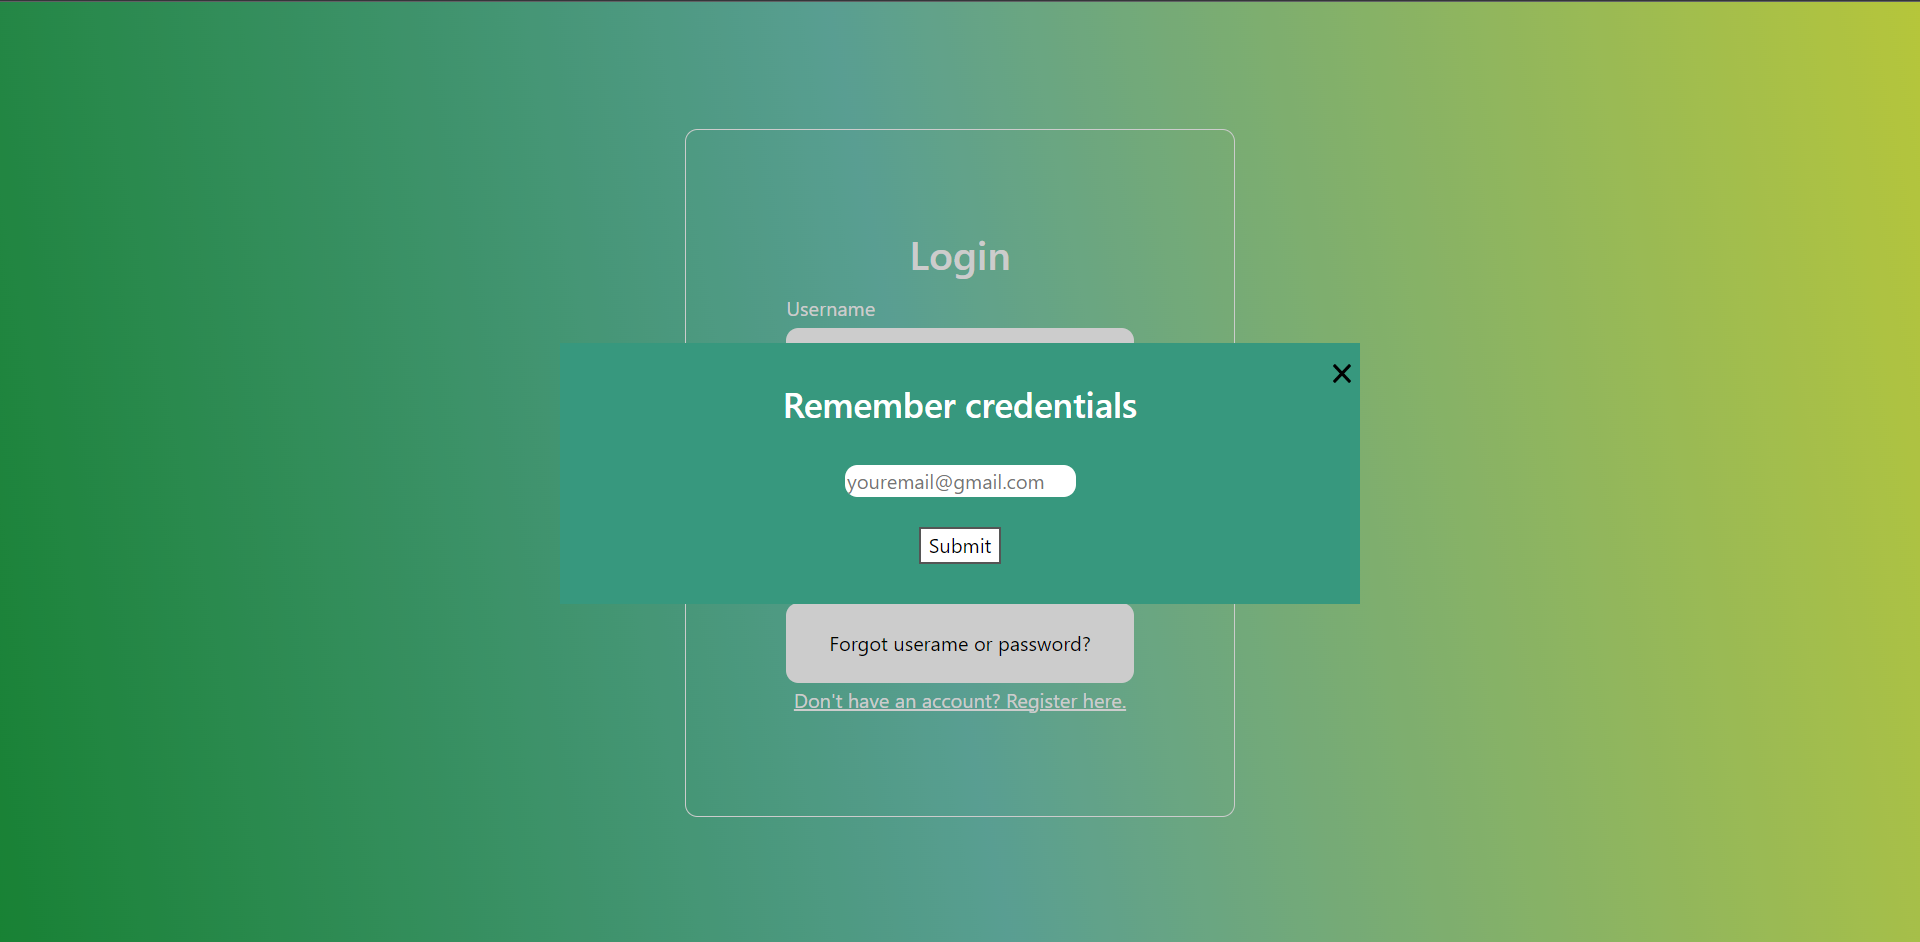 Login
Username
Remember credentials
youremail@gmail.com
Submit
Forgot userame or password?
Don't have an account? Register here.